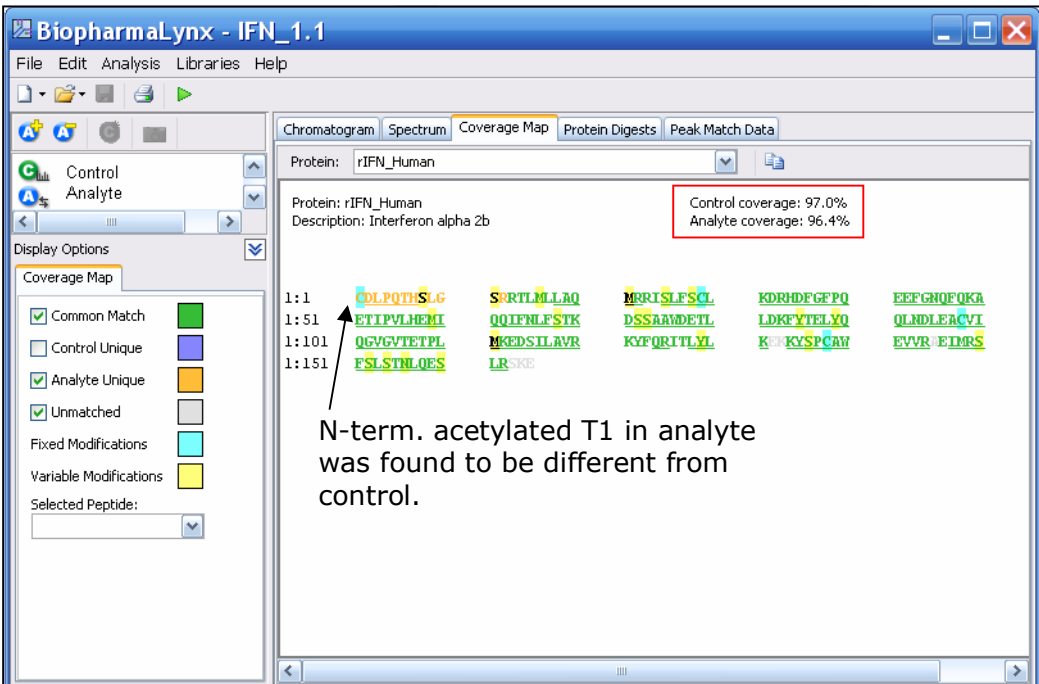 BiopharmaLynx - IFN_1.1
File Edit Analysis Libraries Help
Chromatogram Spectrum Coverage Map Protein Digests Peak Match Data
Protein: rIFN_Human
Control
Analyte
Protein: rIFN_Human
Description: Interferon alpha 2b
Control coverage: 97.0%
Analyte coverage: 96.4%
Display Options
Coverage Map
Common Match
Control Unique
Analyte Unique
Unmatched
Fixed Modifications
Variable Modifications
Selected Peptide:
1:1 CDLPQTHSLG SRRTLMLLAQ MRRISLFSCL KDRHDFGFPQ EEFGNQFQKA
1:51 ETIPVLHEMI QQIFNLFSTK DSSAAWDETL LDKFYTELYQ QLNDLEACVI
1:101 QGVGVTETPL MKEDSILAVR KYFQRITLYL KEKKYSPCAW EVVRAEIMRS
1:151 FSLSTNLQES LRSKE
N-term. acetylated T1 in analyte
was found to be different from
control.